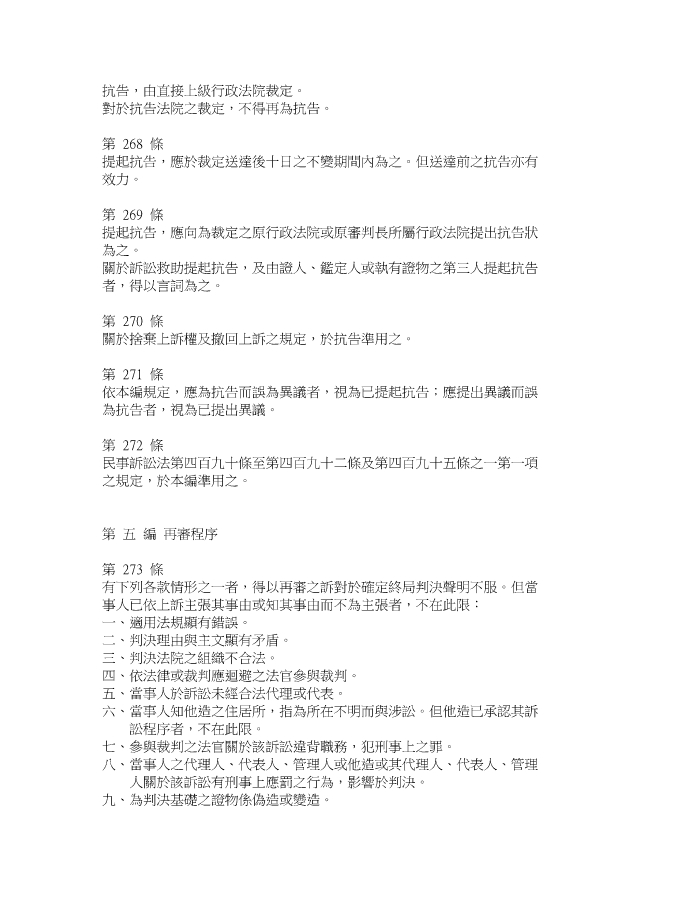 抗告，由直接上級行政法院裁定。
對於抗告法院之裁定，不得再為抗告。
第 268 條
提起抗告，應於裁定送達後十日之不變期間內為之。但送達前之抗告亦有
效力。
第 269 條
提起抗告，應向為裁定之原行政法院或原審判長所屬行政法院提出抗告狀
為之。
關於訴訟救助提起抗告，及由證人、鑑定人或執有證物之第三人提起抗告
者，得以言詞為之。
第 270 條
關於捨棄上訴權及撤回上訴之規定，於抗告準用之。
第 271 條
依本編規定，應為抗告而誤為異議者，視為已提起抗告；應提出異議而誤
為抗告者，視為已提出異議。
第 272 條
民事訴訟法第四百九十條至第四百九十二條及第四百九十五條之一第一項
之規定，於本編準用之。
第 五 編 再審程序
第 273 條
有下列各款情形之一者，得以再審之訴對於確定終局判決聲明不服。但當
事人已依上訴主張其事由或知其事由而不為主張者，不在此限：
一、適用法規顯有錯誤。
二、判決理由與主文顯有矛盾。
三、判決法院之組織不合法。
四、依法律或裁判應迴避之法官參與裁判。
五、當事人於訴訟未經合法代理或代表。
六、當事人知他造之住居所，指為所在不明而與涉訟。但他造已承認其訴
訟程序者，不在此限。
七、參與裁判之法官關於該訴訟違背職務，犯刑事上之罪。
八、當事人之代理人、代表人、管理人或他造或其代理人、代表人、管理
人關於該訴訟有刑事上應罰之行為，影響於判決。
九、為判決基礎之證物係偽造或變造。